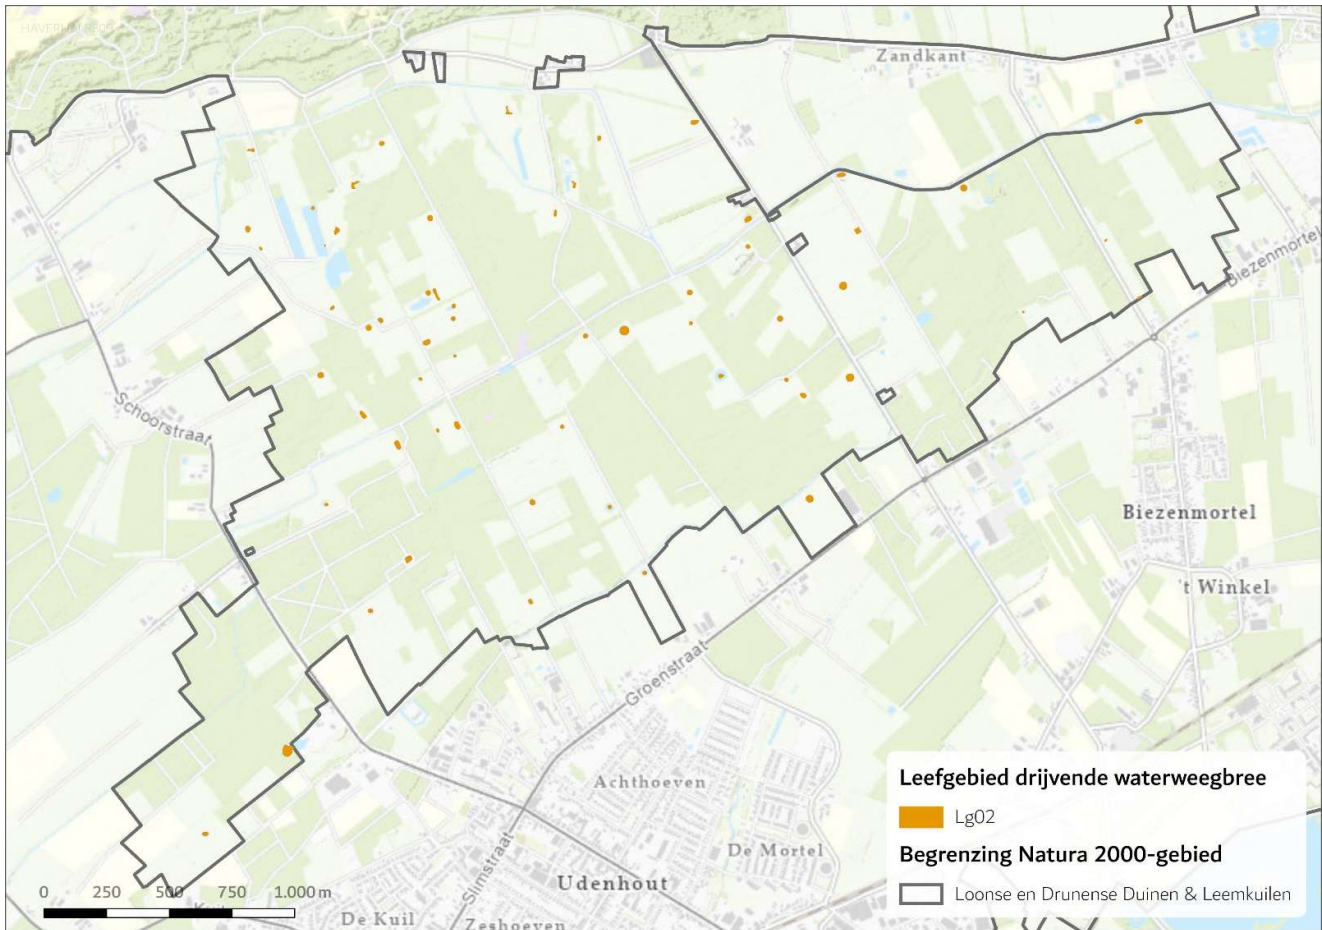 Zandkant
Biezenmortel
Schoorstraat
Biezenmortel
't Winkel
Groenstraat
Achthoeven
De Mortel
Slimstraat
Udenhout
De Kuil
Zeshoeven
Leefgebied drijvende waterweegbree
Lg02
Begrenzing Natura 2000-gebied
Loonse en Drunense Duinen & Leemkuilen
0 250 500 750 1.000 m